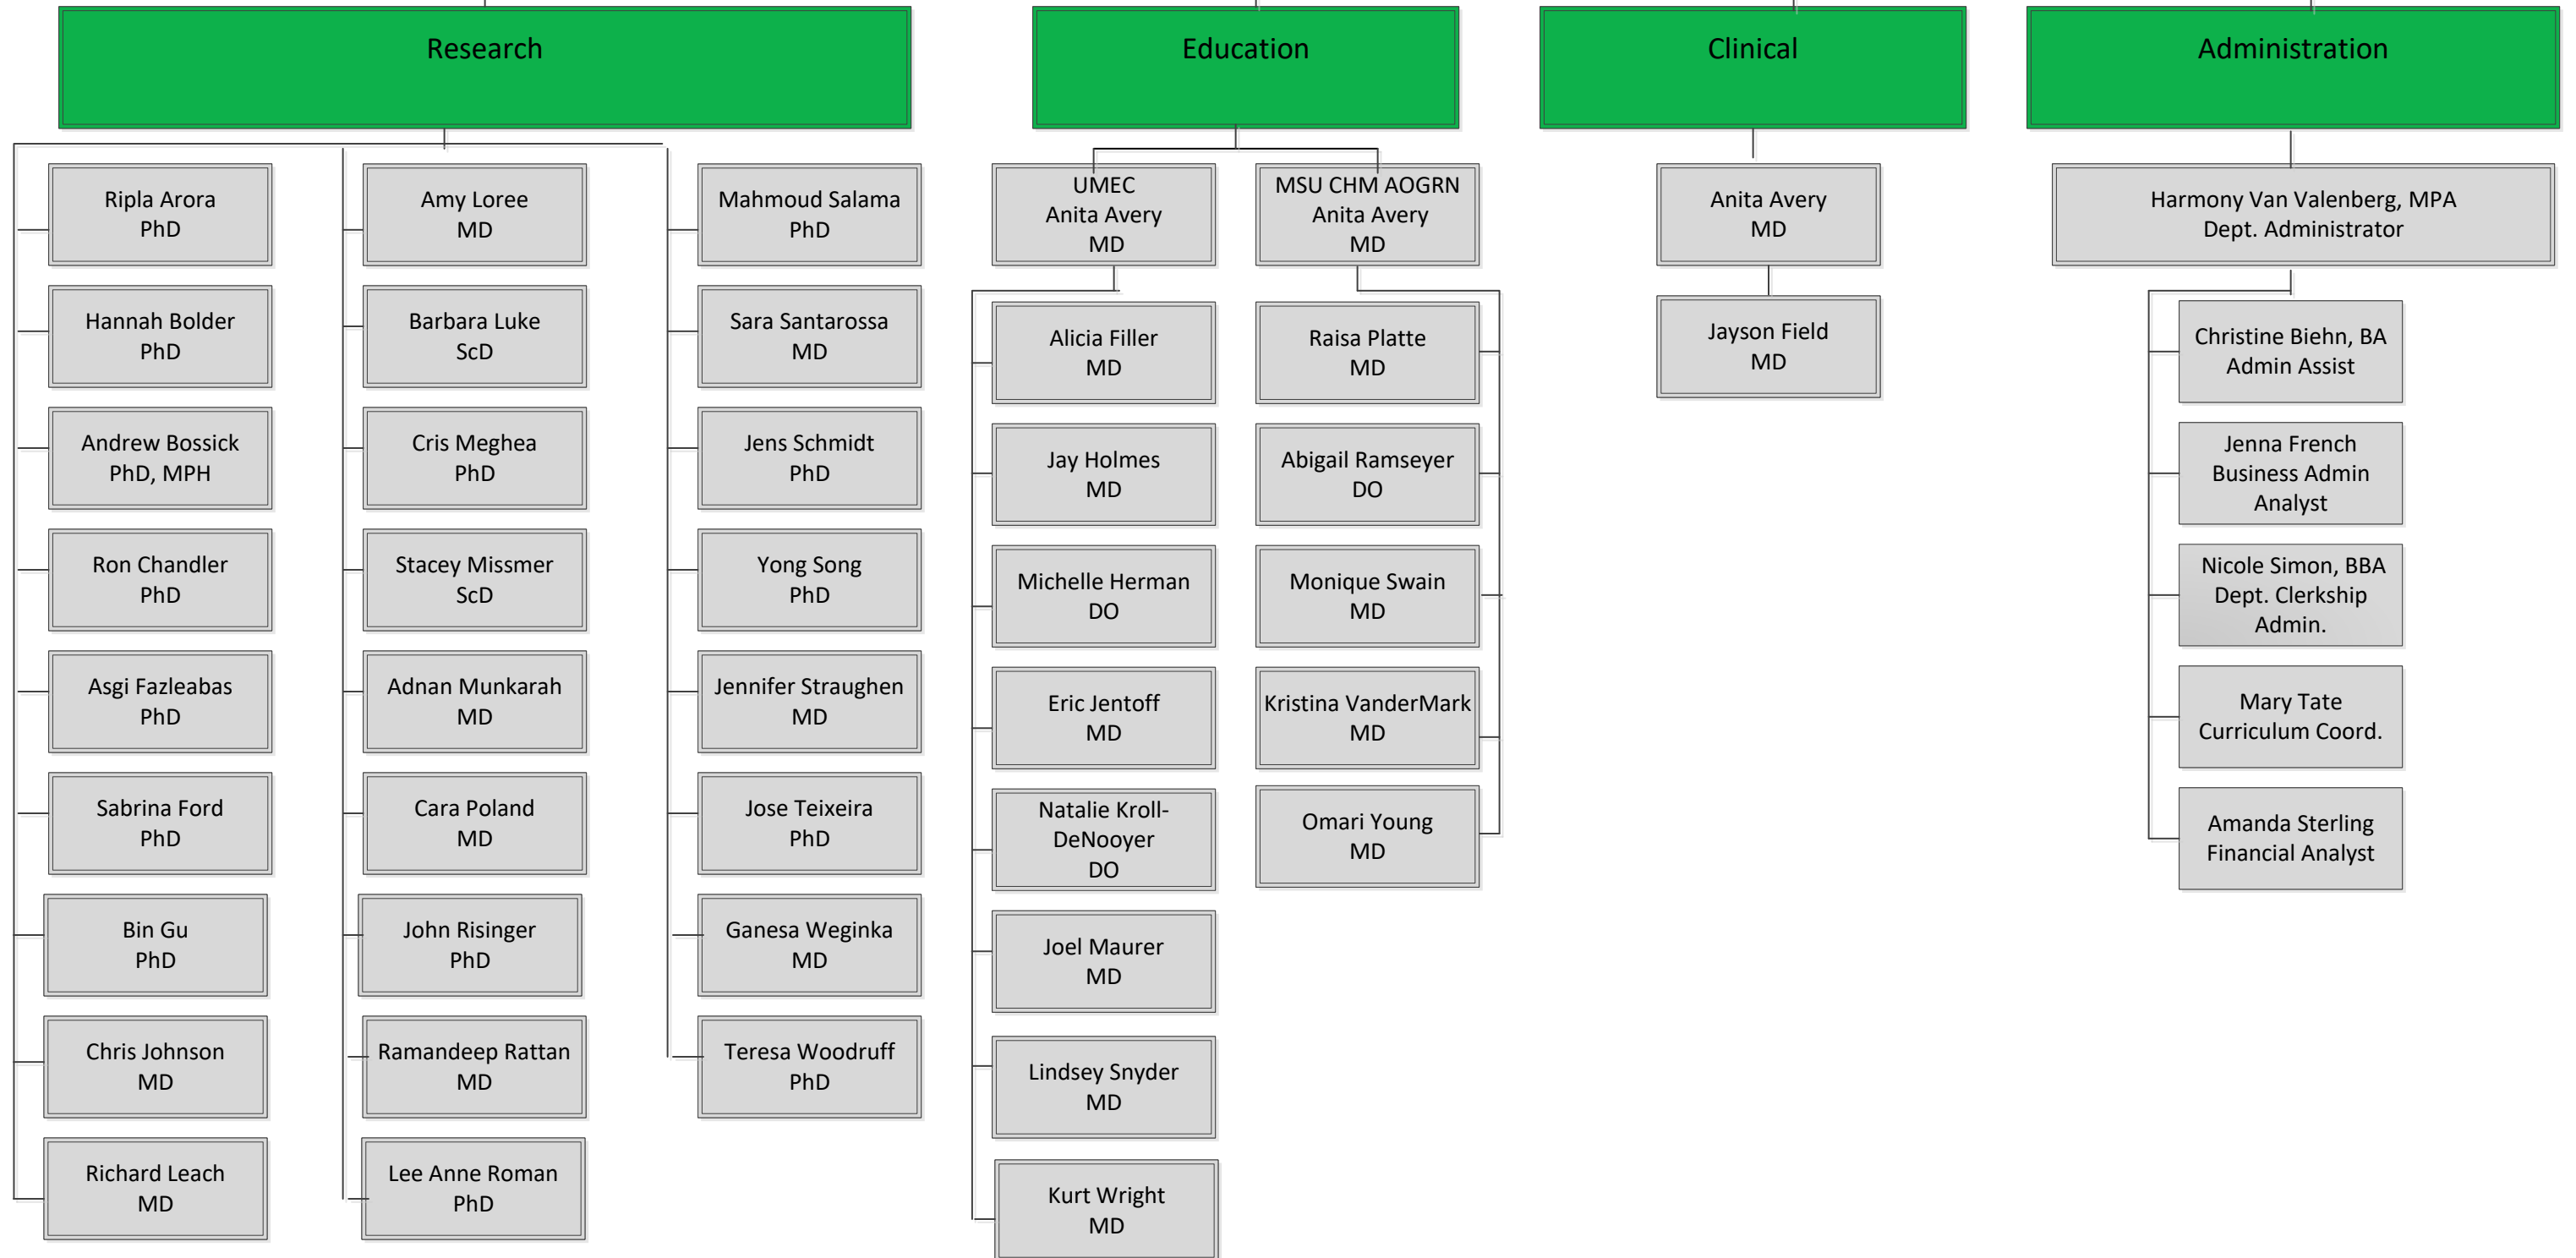 Research
Ripla Arora
PhD
Hannah Bolder
PhD
Andrew Bossick
PhD, MPH
Ron Chandler
PhD
Asgi Fazleabas
PhD
Sabrina Ford
PhD
Bin Gu
PhD
Chris Johnson
MD
Richard Leach
MD
Amy Loree
MD
Barbara Luke
ScD
Cris Meghea
PhD
Stacey Missmer
ScD
Adnan Munkarah
MD
Cara Poland
MD
John Risinger
PhD
Ramandeep Rattan
MD
Lee Anne Roman
PhD
Mahmoud Salama
PhD
Sara Santarossa
MD
Jens Schmidt
PhD
Yong Song
PhD
Jennifer Straughen
MD
Jose Teixeira
PhD
Ganesa Weginka
MD
Teresa Woodruff
PhD
Education
UMEC
Anita Avery
MD
Alicia Filler
MD
Jay Holmes
MD
Michelle Herman
DO
Eric Jentoff
MD
Natalie Kroll-
DeNooyer
DO
Joel Maurer
MD
Lindsey Snyder
MD
Kurt Wright
MD
MSU CHM AOGRN
Anita Avery
MD
Raisa Platte
MD
Abigail Ramseyer
DO
Monique Swain
MD
Kristina VanderMark
MD
Omari Young
MD
Clinical
Anita Avery
MD
Jayson Field
MD
Administration
Harmony Van Valenberg, MPA
Dept. Administrator
Christine Biehn, BA
Admin Assist
Jenna French
Business Admin
Analyst
Nicole Simon, BBA
Dept. Clerkship
Admin.
Mary Tate
Curriculum Coord.
Amanda Sterling
Financial Analyst